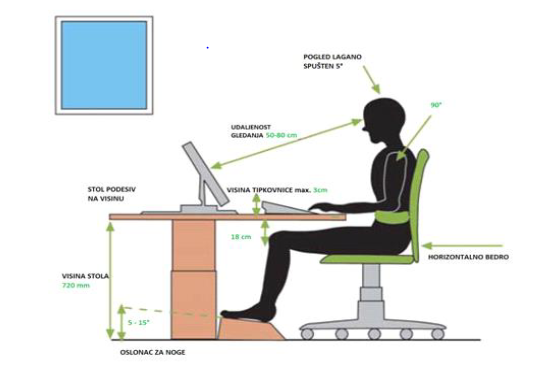 POGLED LAGANO
SPUŠTEN 5°
90°
UDALJENOST
GLEDANJA 50-80 cm
STOL PODESIV
NA VISINU
VISINA TIPKOVNICE max. 3cm
18 cm
HORIZONTALNO BEDRO
VISINA STOLA
720 mm
5 - 15°
OSLONAC ZA NOGE